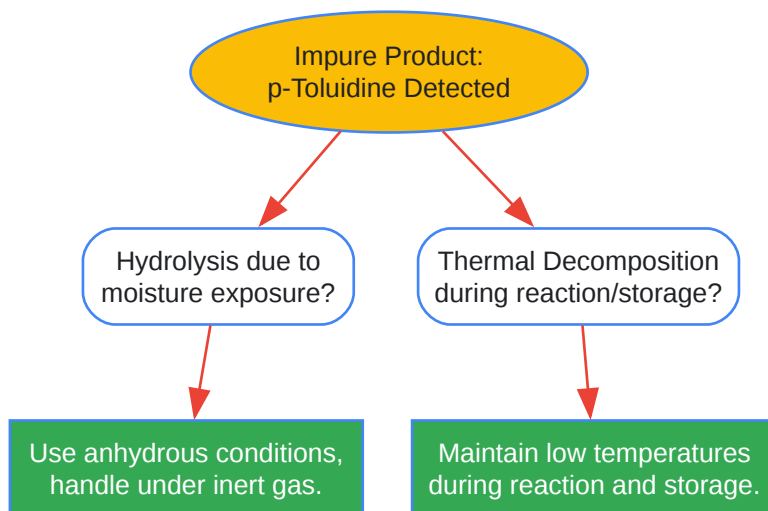 Impure Product:
p-Toluidine Detected
Hydrolysis due to
moisture exposure?
Thermal Decomposition
during reaction/storage?
Use anhydrous conditions,
handle under inert gas.
Maintain low temperatures
during reaction and storage.